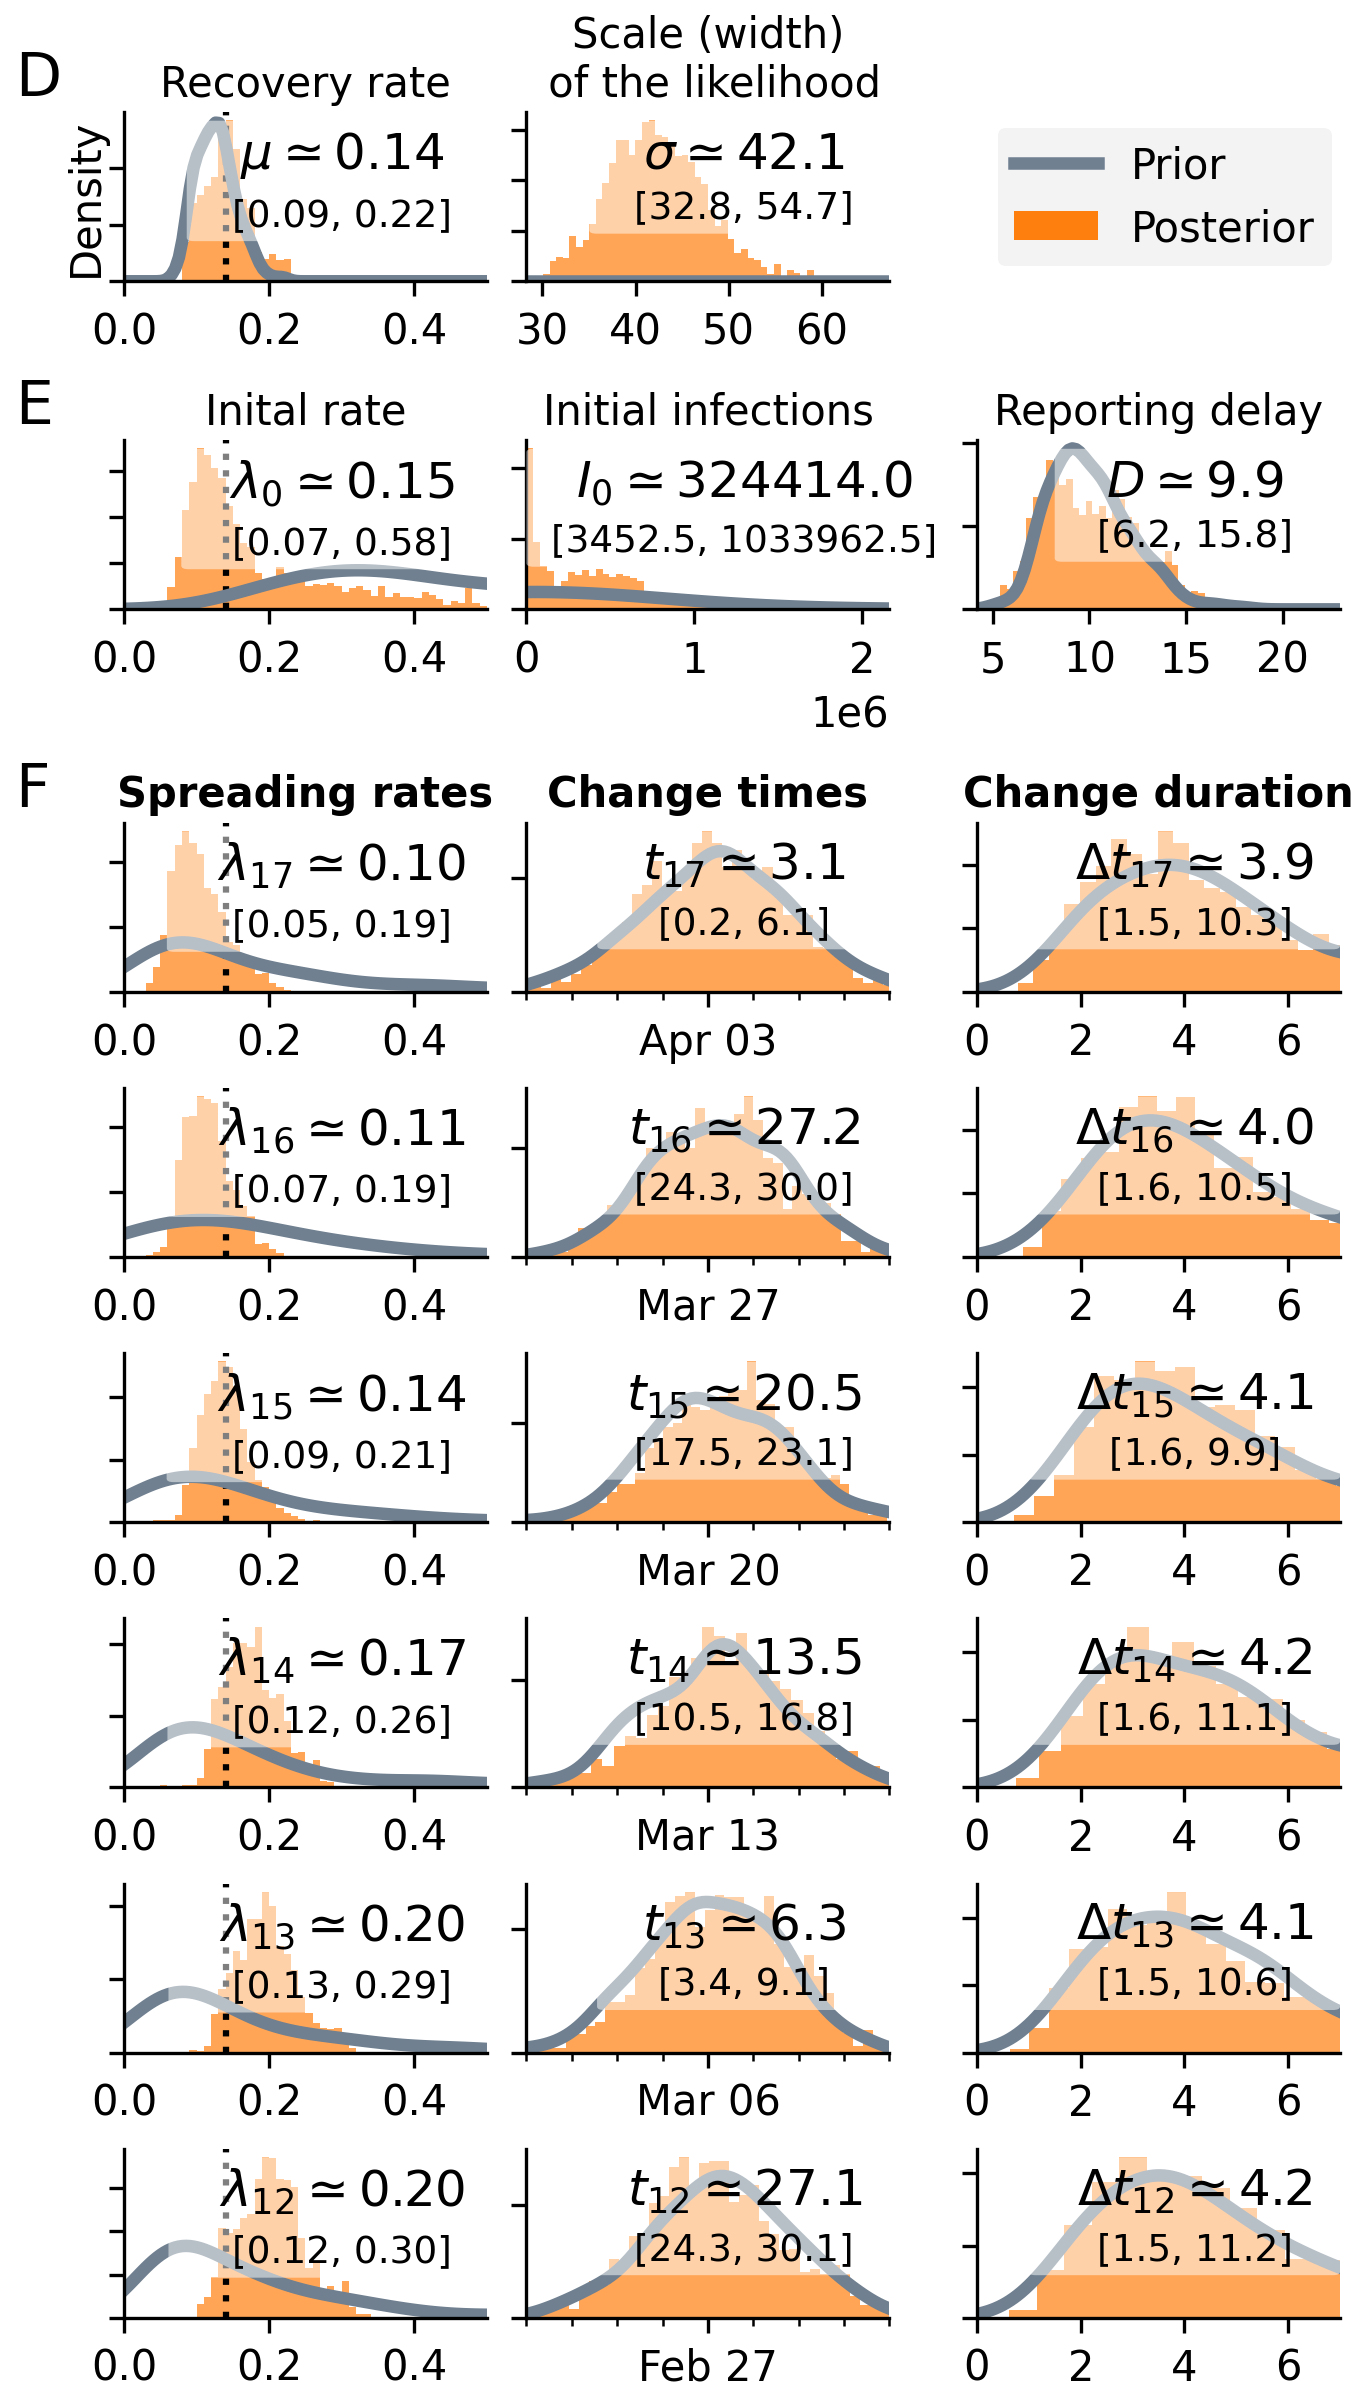 D
Recovery rate
Scale (width)
of the likelihood
Density
μ ≃ 0.14
[0.09, 0.22]
σ ≃ 42.1
[32.8, 54.7]
Prior
Posterior
0.0 0.2 0.4
30 40 50 60
E
Inital rate
Initial infections
Reporting delay
λ0 ≃ 0.15
[0.07, 0.58]
I0 ≃ 324414.0
[3452.5, 1033962.5]
D ≃ 9.9
[6.2, 15.8]
0.0 0.2 0.4
0 1 2
1e6
5 10 15 20
F
Spreading rates
Change times
Change duration
λ17 ≃ 0.10
[0.05, 0.19]
t17 ≃ 3.1
[0.2, 6.1]
Δt17 ≃ 3.9
[1.5, 10.3]
0.0 0.2 0.4
Apr 03
0 2 4 6
λ16 ≃ 0.11
[0.07, 0.19]
t16 ≃ 27.2
[24.3, 30.0]
Δt16 ≃ 4.0
[1.6, 10.5]
0.0 0.2 0.4
Mar 27
0 2 4 6
λ15 ≃ 0.14
[0.09, 0.21]
t15 ≃ 20.5
[17.5, 23.1]
Δt15 ≃ 4.1
[1.6, 9.9]
0.0 0.2 0.4
Mar 20
0 2 4 6
λ14 ≃ 0.17
[0.12, 0.26]
t14 ≃ 13.5
[10.5, 16.8]
Δt14 ≃ 4.2
[1.6, 11.1]
0.0 0.2 0.4
Mar 13
0 2 4 6
λ13 ≃ 0.20
[0.13, 0.29]
t13 ≃ 6.3
[3.4, 9.1]
Δt13 ≃ 4.1
[1.5, 10.6]
0.0 0.2 0.4
Mar 06
0 2 4 6
λ12 ≃ 0.20
[0.12, 0.30]
t12 ≃ 27.1
[24.3, 30.1]
Δt12 ≃ 4.2
[1.5, 11.2]
0.0 0.2 0.4
Feb 27
0 2 4 6